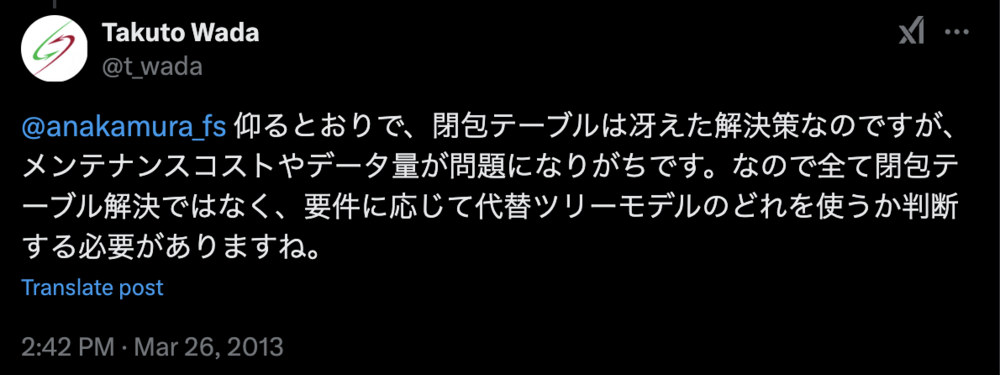 Takuto Wada
@t_wada
@anakamura_fs 仰るとおりで、閉包テーブルは冴えた解決策なのですが、
メンテナンスコストやデータ量が問題になりがちです。なので全て閉包テ
ーブル解決ではなく、要件に応じて代替ツリーモデルのどれを使うか判断
する必要がありますね。
Translate post
2:42 PM · Mar 26, 2013